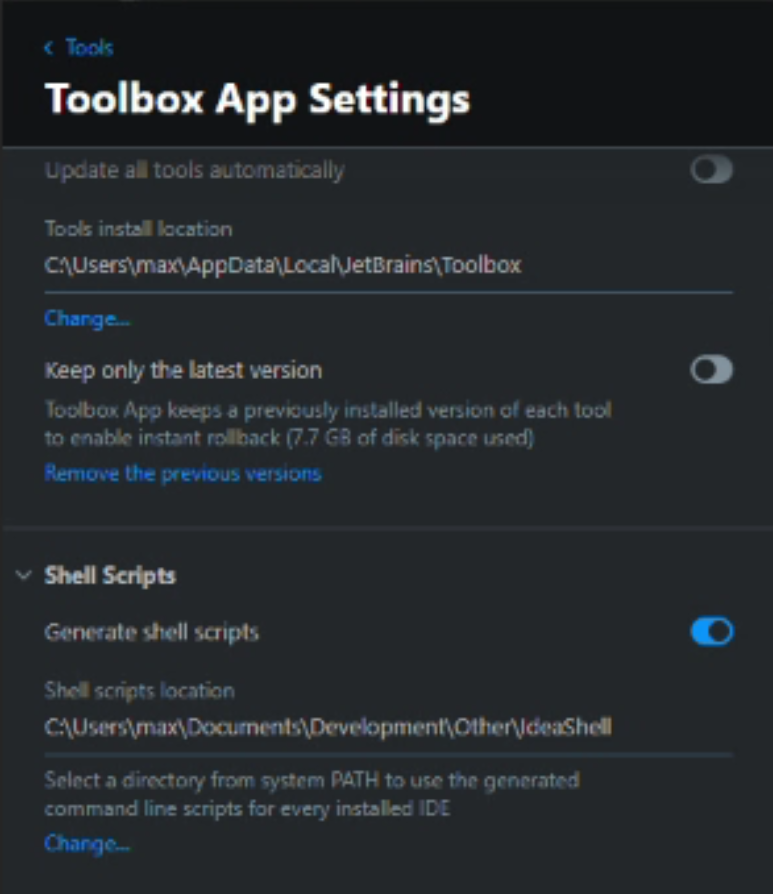 Tools
Toolbox App Settings
Update all tools automatically
Tools install location
C:\Users\max\AppData\Local\JetBrains\Toolbox
Change...
Keep only the latest version
Toolbox App keeps a previously installed version of each tool
to enable instant rollback (7.7 GB of disk space used)
Remove the previous versions
Shell Scripts
Generate shell scripts
Shell scripts location
C:\Users\max\Documents\Development\Other\IdeaShell
Select a directory from system PATH to use the generated
command line scripts for every installed IDE
Change...